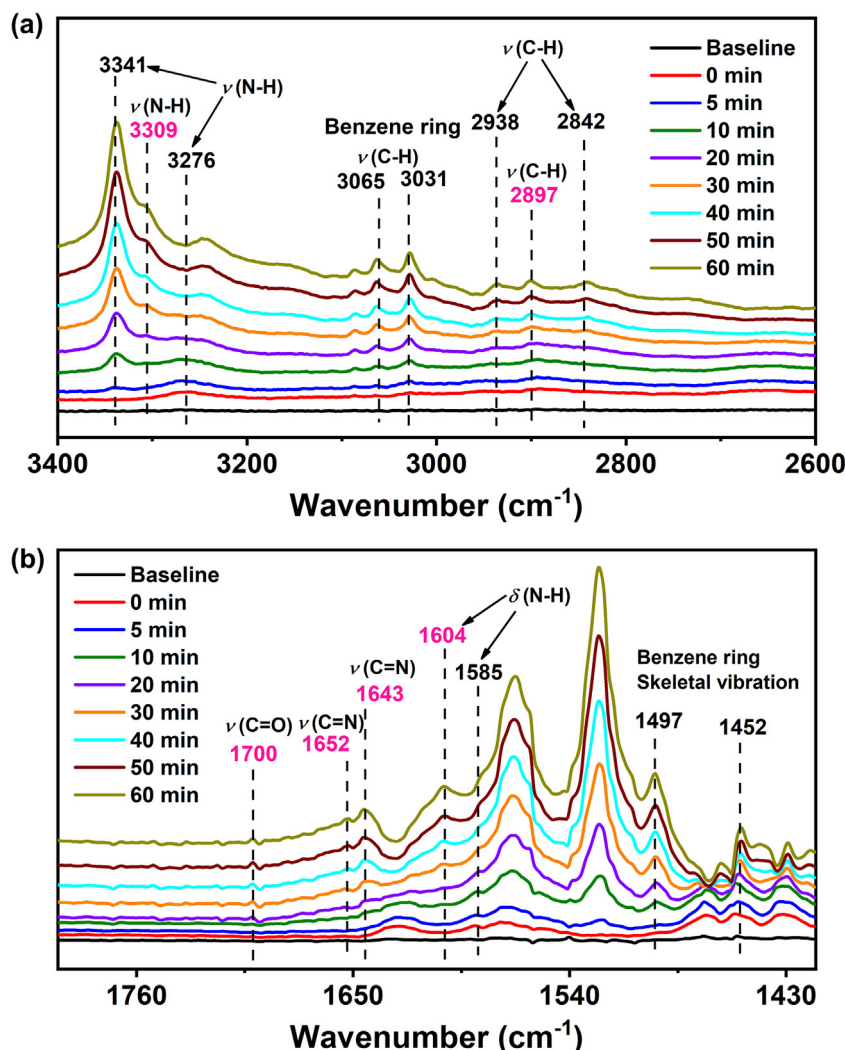 (a)
3341
ν(N-H)
ν(N-H)
3309
3276
Benzene ring
ν(C-H)
3065
3031
ν(C-H)
2938
2842
ν(C-H)
2897
Baseline
0 min
5 min
10 min
20 min
30 min
40 min
50 min
60 min
3400
3200
3000
2800
2600
Wavenumber (cm⁻¹)
(b)
Baseline
0 min
5 min
10 min
20 min
30 min
40 min
50 min
60 min
ν(C=O)
1700
ν(C=N)
1652
ν(C=N)
1643
1604
δ(N-H)
1585
Benzene ring
Skeletal vibration
1497
1452
1760
1650
1540
1430
Wavenumber (cm⁻¹)